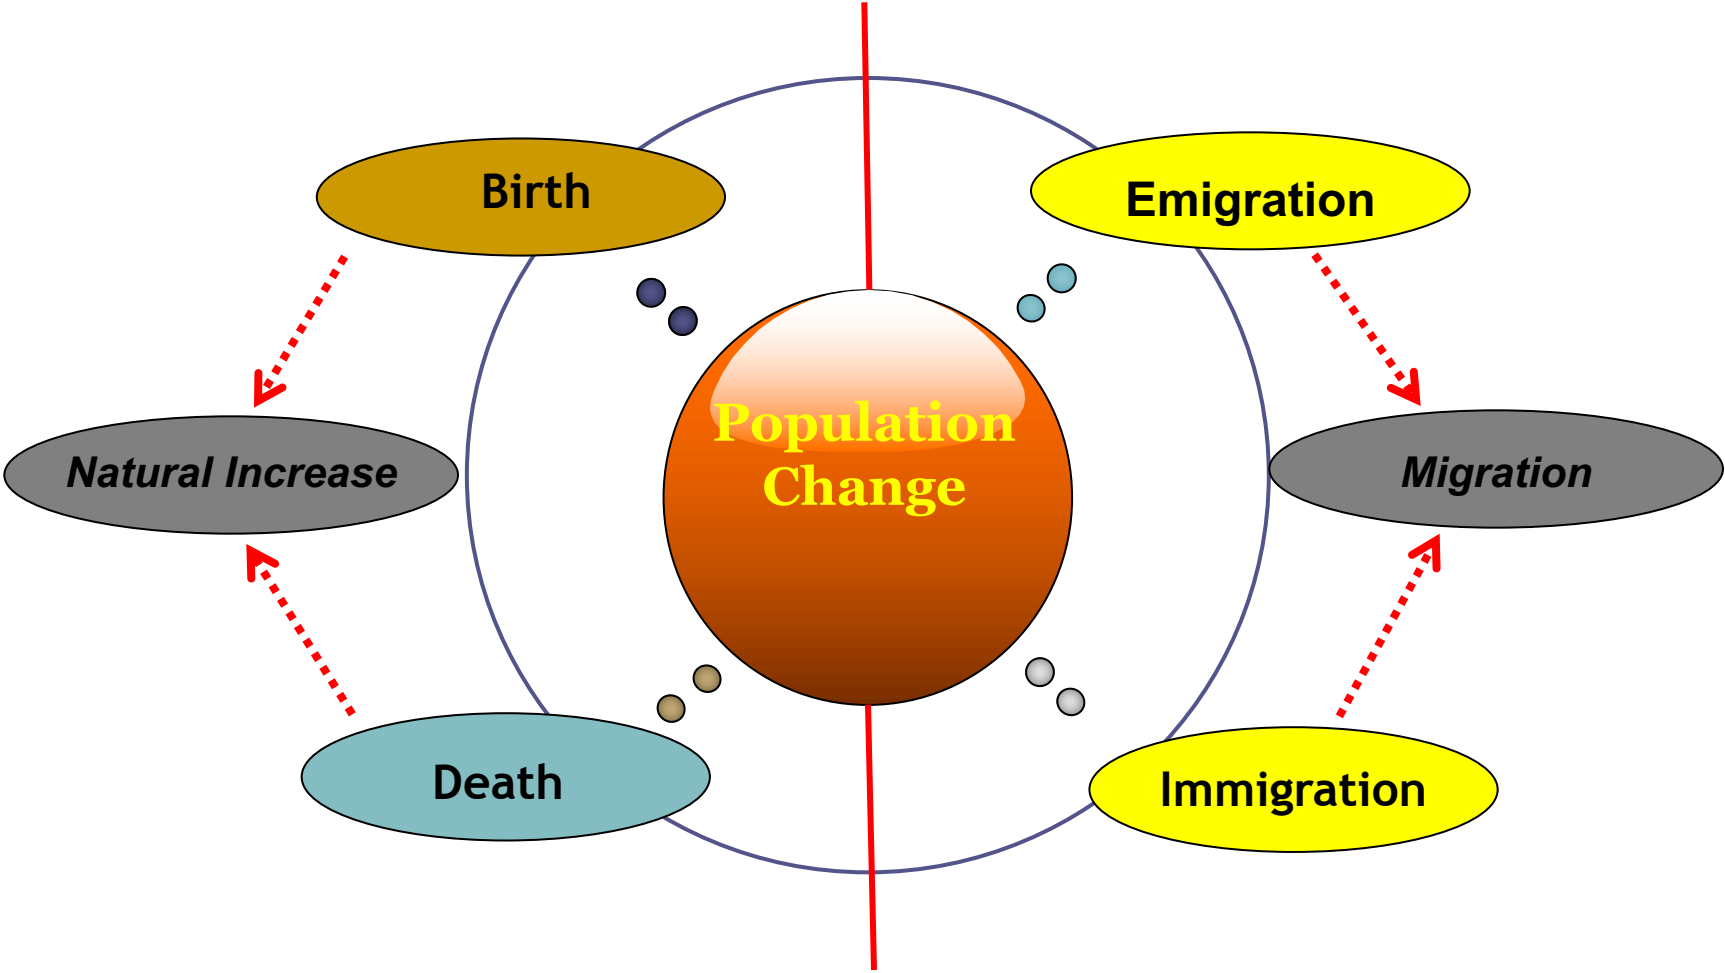 Birth
Emigration
Population
Change
Natural Increase
Migration
Death
Immigration